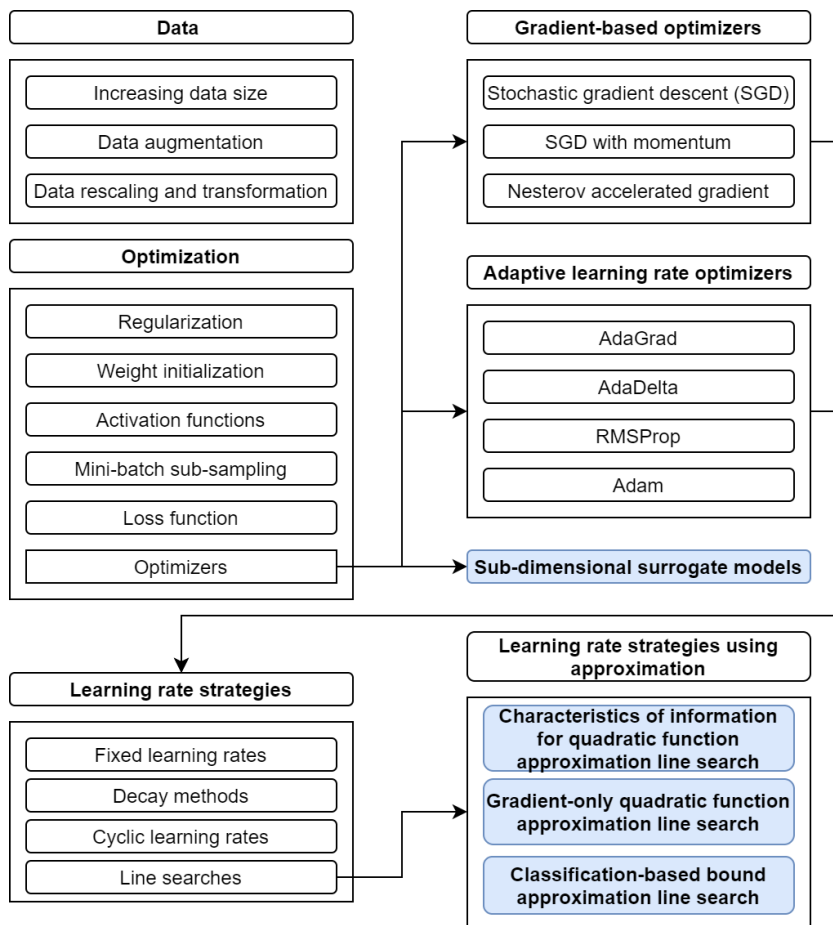 Data
Increasing data size
Data augmentation
Data rescaling and transformation
Optimization
Regularization
Weight initialization
Activation functions
Mini-batch sub-sampling
Loss function
Optimizers
Gradient-based optimizers
Stochastic gradient descent (SGD)
SGD with momentum
Nesterov accelerated gradient
Adaptive learning rate optimizers
AdaGrad
AdaDelta
RMSProp
Adam
Sub-dimensional surrogate models
Learning rate strategies
Fixed learning rates
Decay methods
Cyclic learning rates
Line searches
Learning rate strategies using
approximation
Characteristics of information
for quadratic function
approximation line search
Gradient-only quadratic function
approximation line search
Classification-based bound
approximation line search